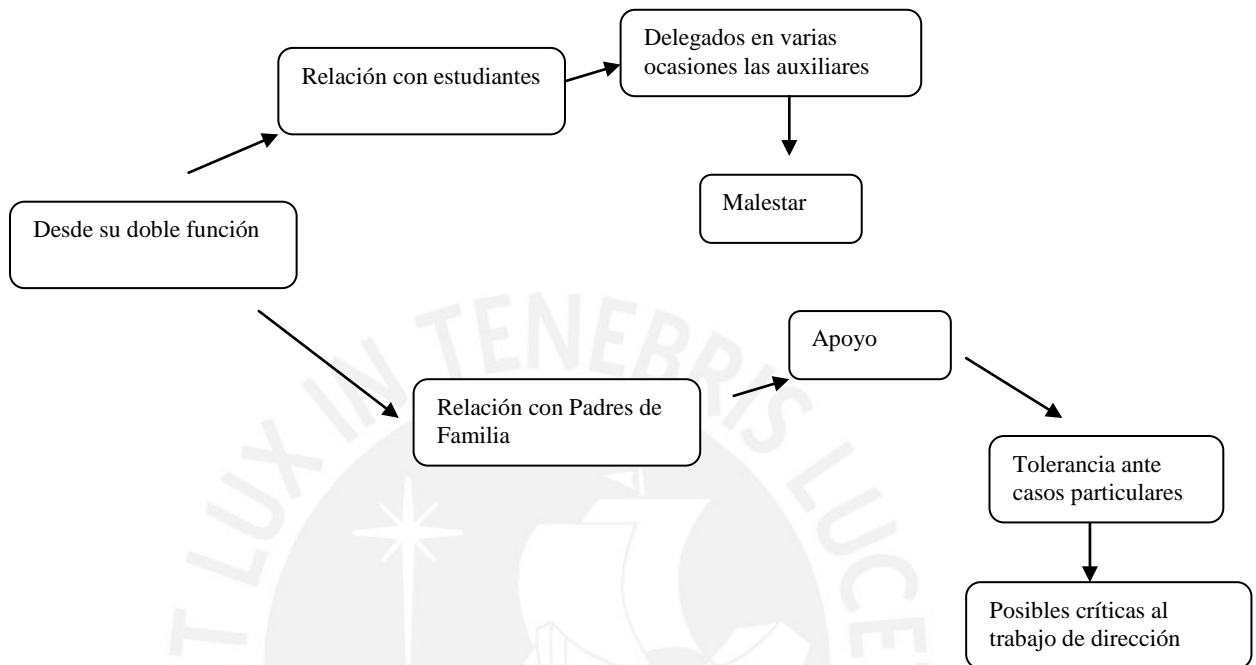 Delegados en varias
ocasiones las auxiliares
Relación con estudiantes
Malestar
Desde su doble función
Apoyo
Relación con Padres de
Familia
Tolerancia ante
casos particulares
Posibles críticas al
trabajo de dirección
T LUX IN TENEBRIS LUCET